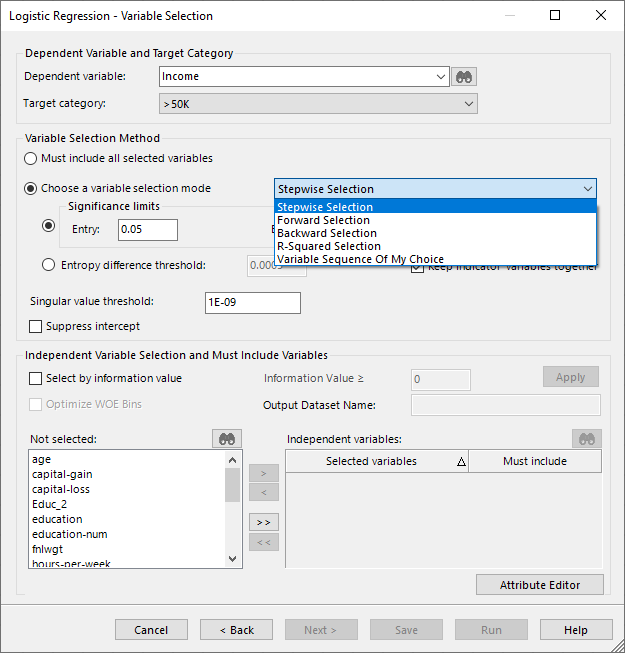 Logistic Regression - Variable Selection
Dependent Variable and Target Category
Dependent variable: Income
Target category: >50K
Variable Selection Method
Must include all selected variables
Choose a variable selection mode Stepwise Selection
Stepwise Selection
Forward Selection
Backward Selection
R-Squared Selection
Variable Sequence Of My Choice
Significance limits
Entry: 0.05
Entropy difference threshold:
Singular value threshold: 1E-09
Suppress intercept
Independent Variable Selection and Must Include Variables
Select by information value Information Value ≥ 0 Apply
Optimize WOE Bins Output Dataset Name:
Not selected: Independent variables:
age
capital-gain
capital-loss
Educ_2
education
education-num
fnlwgt
hours-per-week
>
<
>>
<<
Selected variables Must include
Attribute Editor
Cancel < Back Next > Save Run Help